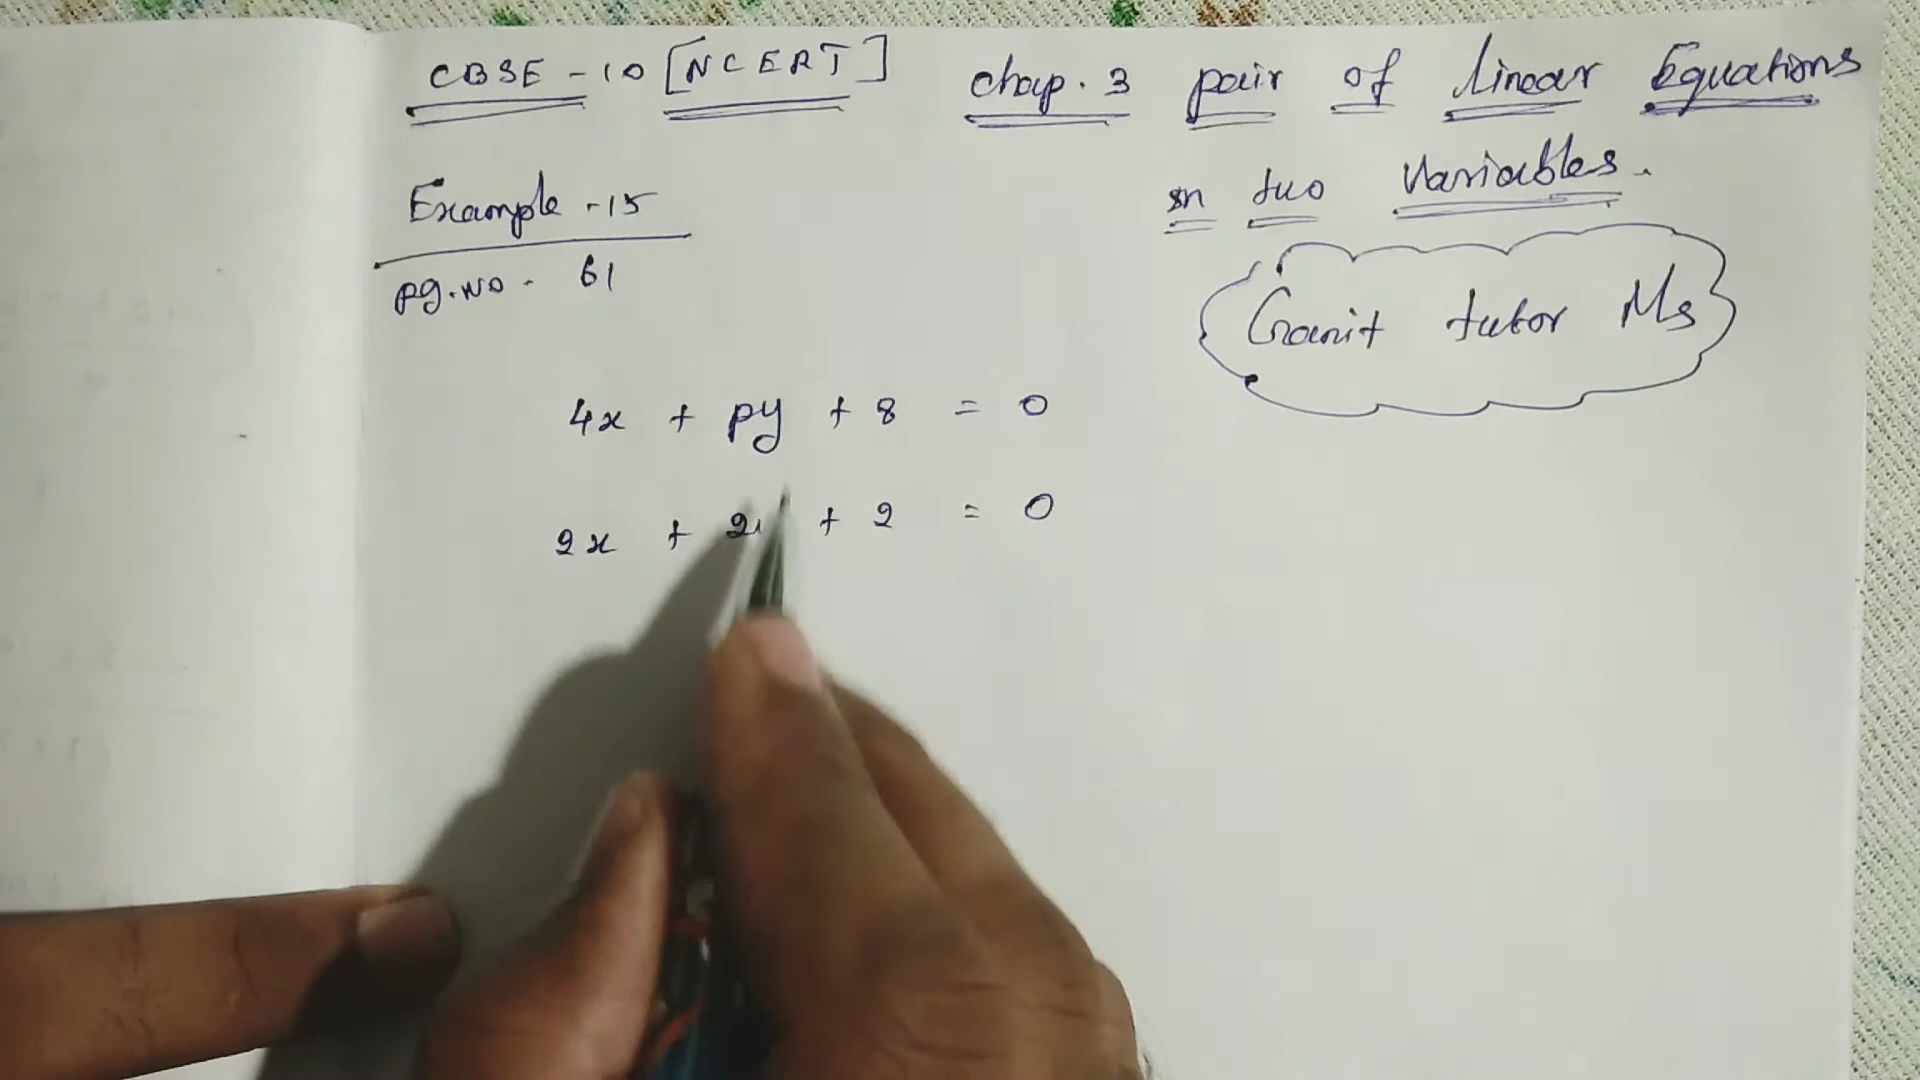 CBSE - 10 [NCERT] chap. 3 pair of linear Equations
in two Variables.
Example - 15
pg. No - 61
Ganit tutor Ms
4x + py + 8 = 0
2x + 2 + 2 = 0